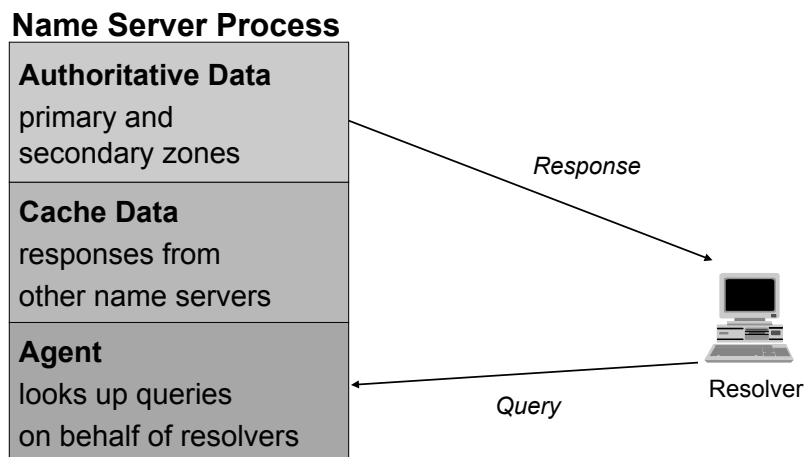 Name Server Process
Authoritative Data
primary and
secondary zones
Response
Cache Data
responses from
other name servers
Agent
looks up queries
on behalf of resolvers
Query
Resolver